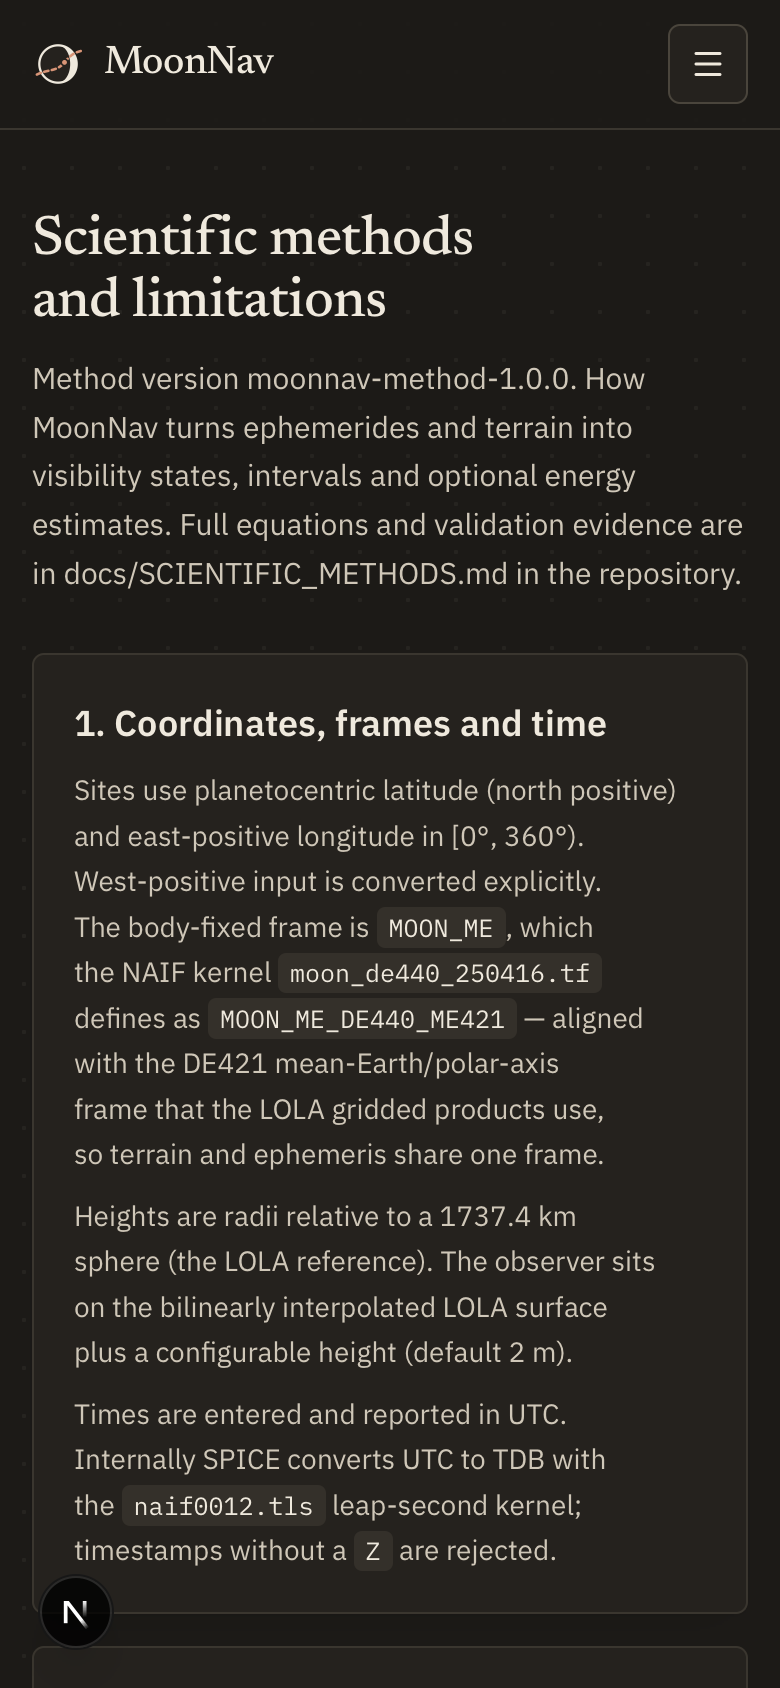 MoonNav
Scientific methods
and limitations
Method version moonnav-method-1.0.0. How
MoonNav turns ephemerides and terrain into
visibility states, intervals and optional energy
estimates. Full equations and validation evidence are
in docs/SCIENTIFIC_METHODS.md in the repository.
1. Coordinates, frames and time
Sites use planetocentric latitude (north positive)
and east-positive longitude in [0°, 360°).
West-positive input is converted explicitly.
The body-fixed frame is MOON_ME, which
the NAIF kernel moon_de440_250416.tf
defines as MOON_ME_DE440_ME421 — aligned
with the DE421 mean-Earth/polar-axis
frame that the LOLA gridded products use,
so terrain and ephemeris share one frame.
Heights are radii relative to a 1737.4 km
sphere (the LOLA reference). The observer sits
on the bilinearly interpolated LOLA surface
plus a configurable height (default 2 m).
Times are entered and reported in UTC.
Internally SPICE converts UTC to TDB with
the naif0012.tls leap-second kernel;
timestamps without a Z are rejected.
N